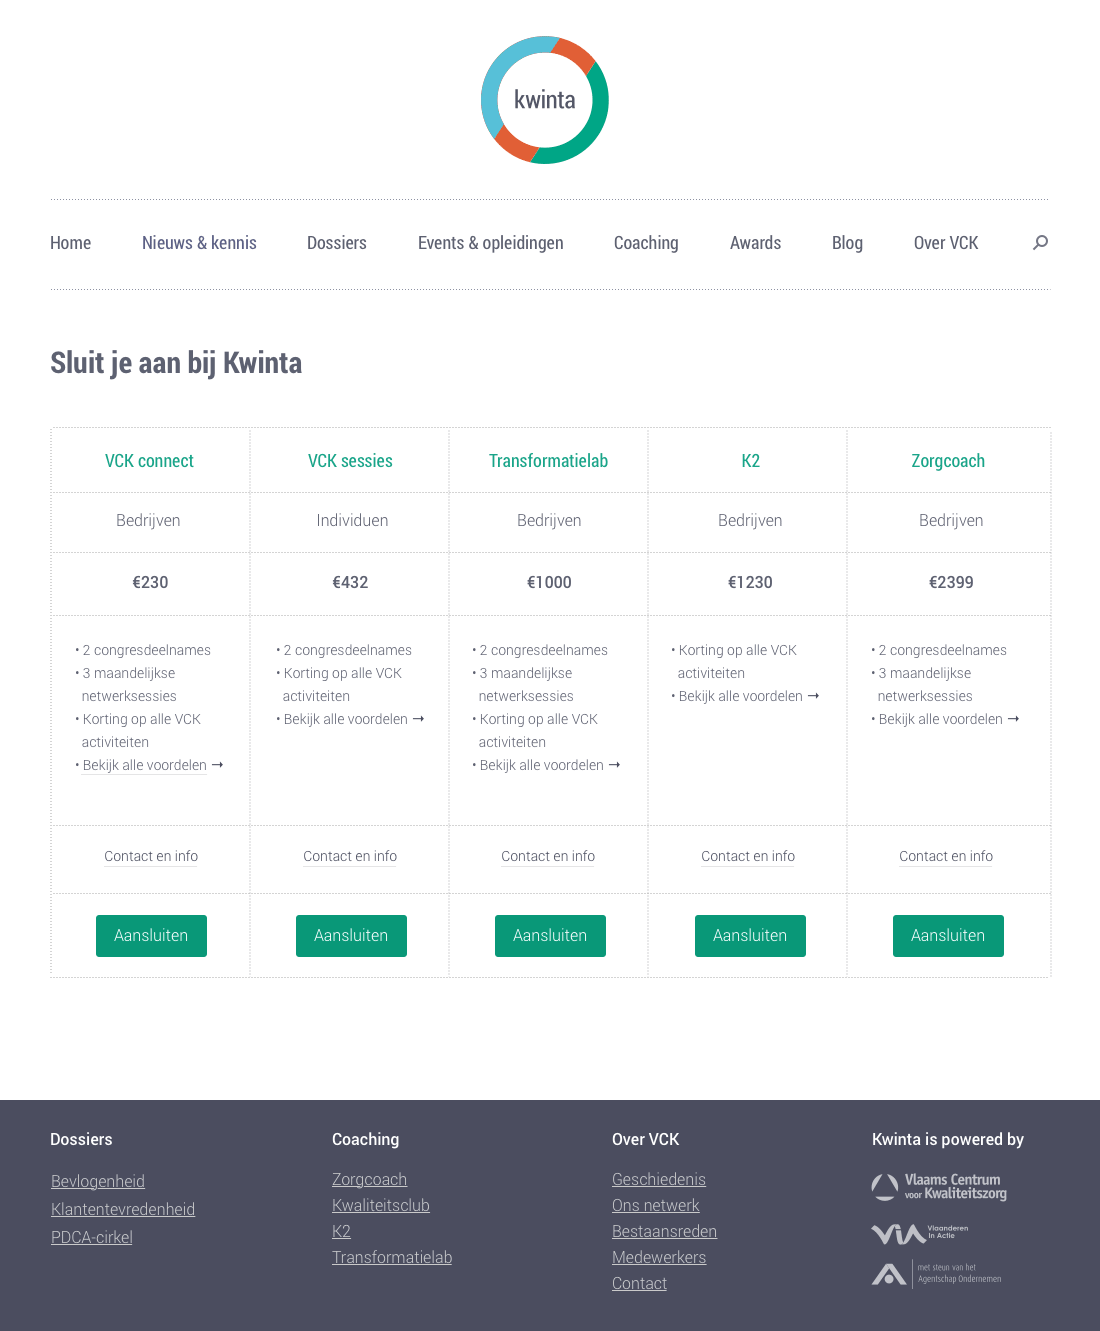 kwinta
Home Nieuws & kennis Dossiers Events & opleidingen Coaching Awards Blog Over VCK
Sluit je aan bij Kwinta
VCK connect VCK sessies Transformatielab K2 Zorgcoach
Bedrijven Individuen Bedrijven Bedrijven Bedrijven
€230 €432 €1000 €1230 €2399
• 2 congresdeelnames
• 3 maandelijkse
netwerksessies
• Korting op alle VCK
activiteiten
• Bekijk alle voordelen →
• 2 congresdeelnames
• Korting op alle VCK
activiteiten
• Bekijk alle voordelen →
• 2 congresdeelnames
• 3 maandelijkse
netwerksessies
• Korting op alle VCK
activiteiten
• Bekijk alle voordelen →
• Korting op alle VCK
activiteiten
• Bekijk alle voordelen →
• 2 congresdeelnames
• 3 maandelijkse
netwerksessies
• Bekijk alle voordelen →
Contact en info Contact en info Contact en info Contact en info Contact en info
Aansluiten Aansluiten Aansluiten Aansluiten Aansluiten
Dossiers
Bevlogenheid
Klantentevredenheid
PDCA-cirkel
Coaching
Zorgcoach
Kwaliteitsclub
K2
Transformatielab
Over VCK
Geschiedenis
Ons netwerk
Bestaansreden
Medewerkers
Contact
Kwinta is powered by
Vlaams Centrum
voor Kwaliteitszorg
ViA Vlaanderen
In Actie
met steun van het
Agentschap Ondernemen